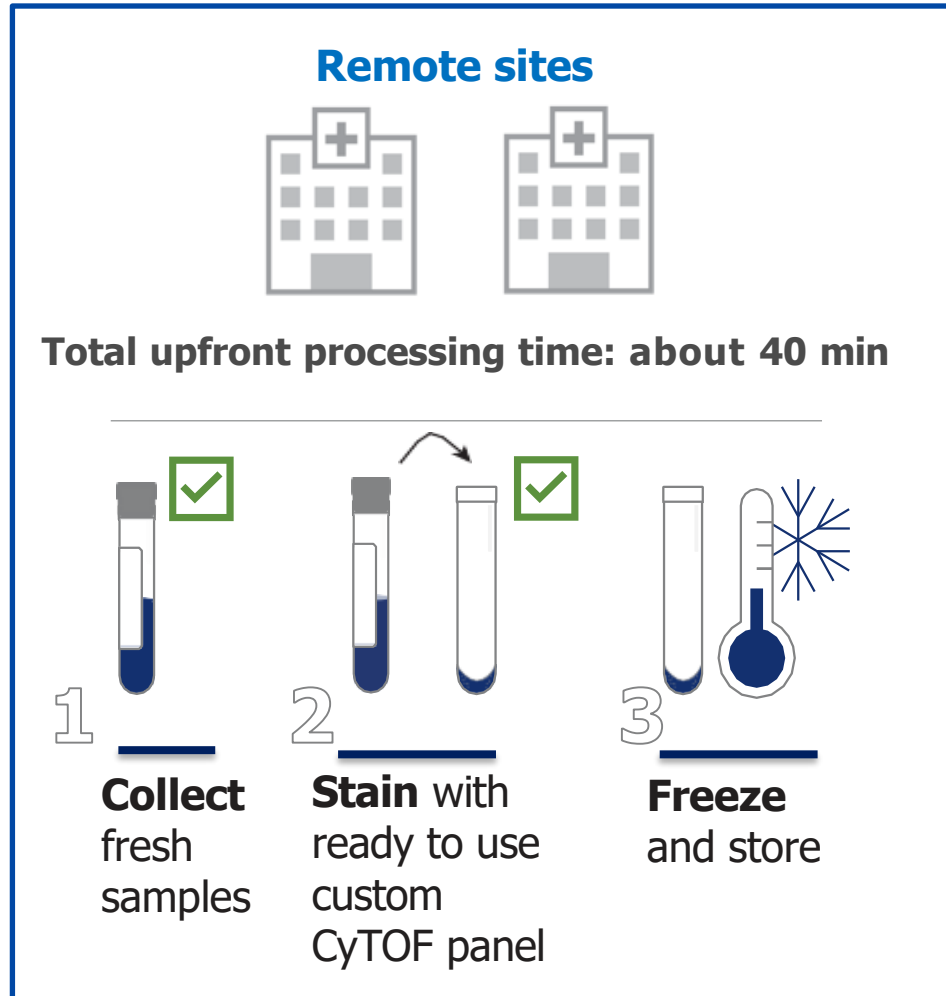 Remote sites
Total upfront processing time: about 40 min
1
Collect
fresh
samples
2
Stain with
ready to use
custom
CyTOF panel
3
Freeze
and store